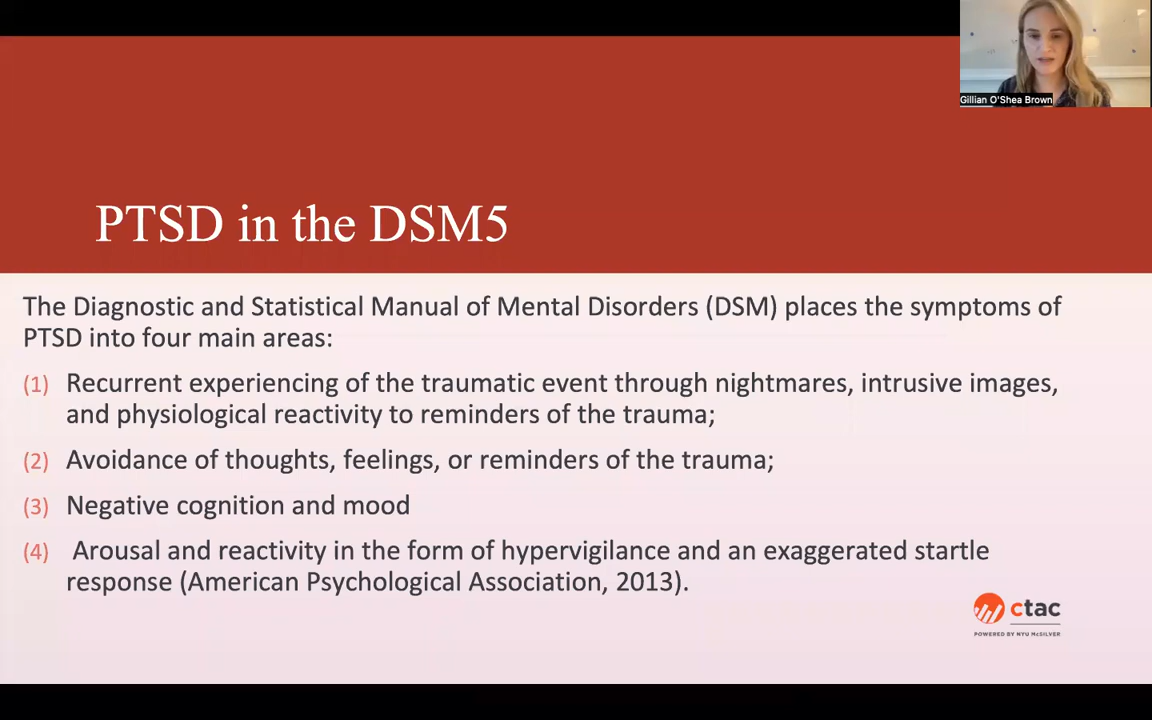 Gillian O'Shea Brown
PTSD in the DSM5
The Diagnostic and Statistical Manual of Mental Disorders (DSM) places the symptoms of
PTSD into four main areas:
(1) Recurrent experiencing of the traumatic event through nightmares, intrusive images,
and physiological reactivity to reminders of the trauma;
(2) Avoidance of thoughts, feelings, or reminders of the trauma;
(3) Negative cognition and mood
(4) Arousal and reactivity in the form of hypervigilance and an exaggerated startle
response (American Psychological Association, 2013).
ctac
POWERED BY NYU McSILVER